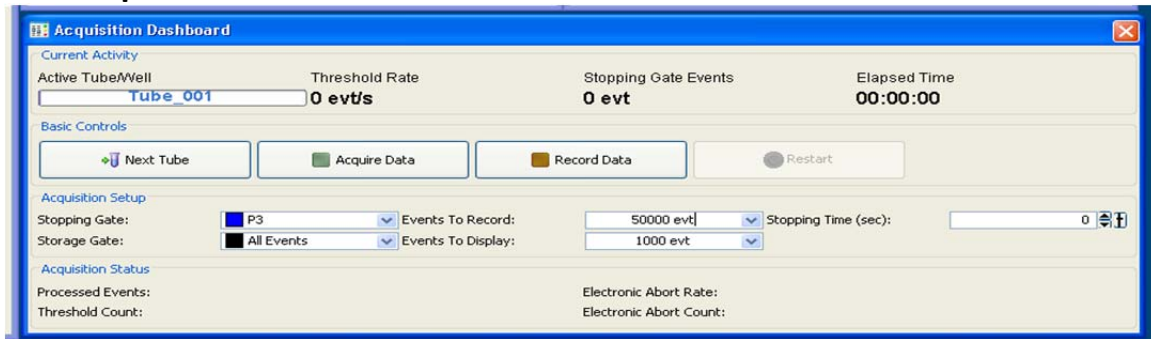 Acquisition Dashboard
Current Activity
Active Tube/Well Threshold Rate Stopping Gate Events Elapsed Time
Tube_001 0 evt/s 0 evt 00:00:00
Basic Controls
Next Tube Acquire Data Record Data Restart
Acquisition Setup
Stopping Gate: P3 Events To Record: 50000 evt Stopping Time (sec): 0
Storage Gate: All Events Events To Display: 1000 evt
Acquisition Status
Processed Events: Electronic Abort Rate:
Threshold Count: Electronic Abort Count: